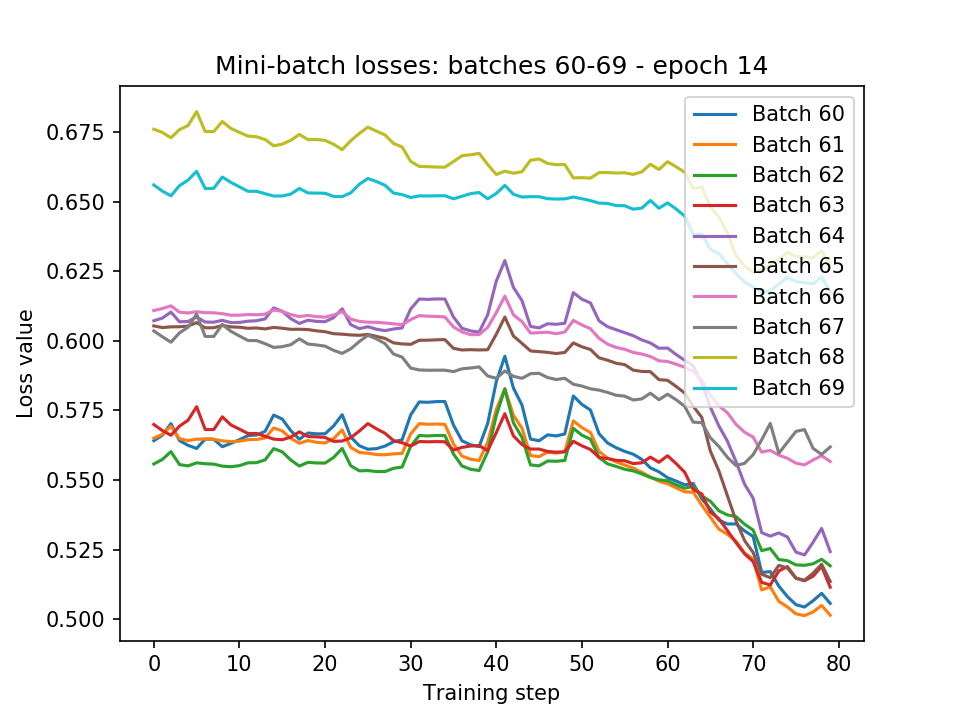 Mini-batch losses: batches 60-69 - epoch 14
Batch 60
Batch 61
Batch 62
Batch 63
Batch 64
Batch 65
Batch 66
Batch 67
Batch 68
Batch 69
Loss value
0.675
0.650
0.625
0.600
0.575
0.550
0.525
0.500
0 10 20 30 40 50 60 70 80
Training step